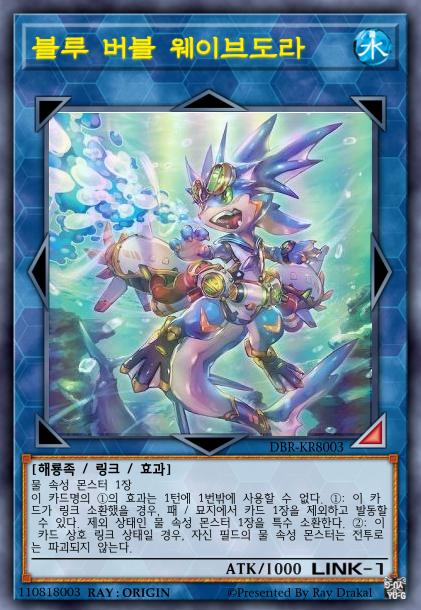 블루 버블 웨이브도라
水
DBR-KR8003
[해룡족 / 링크 / 효과]
물 속성 몬스터 1장
이 카드명의 ①의 효과는 1턴에 1번밖에 사용할 수 없다. ①: 이 카
드가 링크 소환했을 경우, 패 / 묘지에서 카드 1장을 제외하고 발동할
수 있다. 제외 상태인 물 속성 몬스터 1장을 특수 소환한다. ②: 이
카드 상호 링크 상태일 경우, 자신 필드의 물 속성 몬스터는 전투로
는 파괴되지 않는다.
ATK/1000 LINK-1
110818003 RAY : ORIGIN ©Presented By Ray Drakal